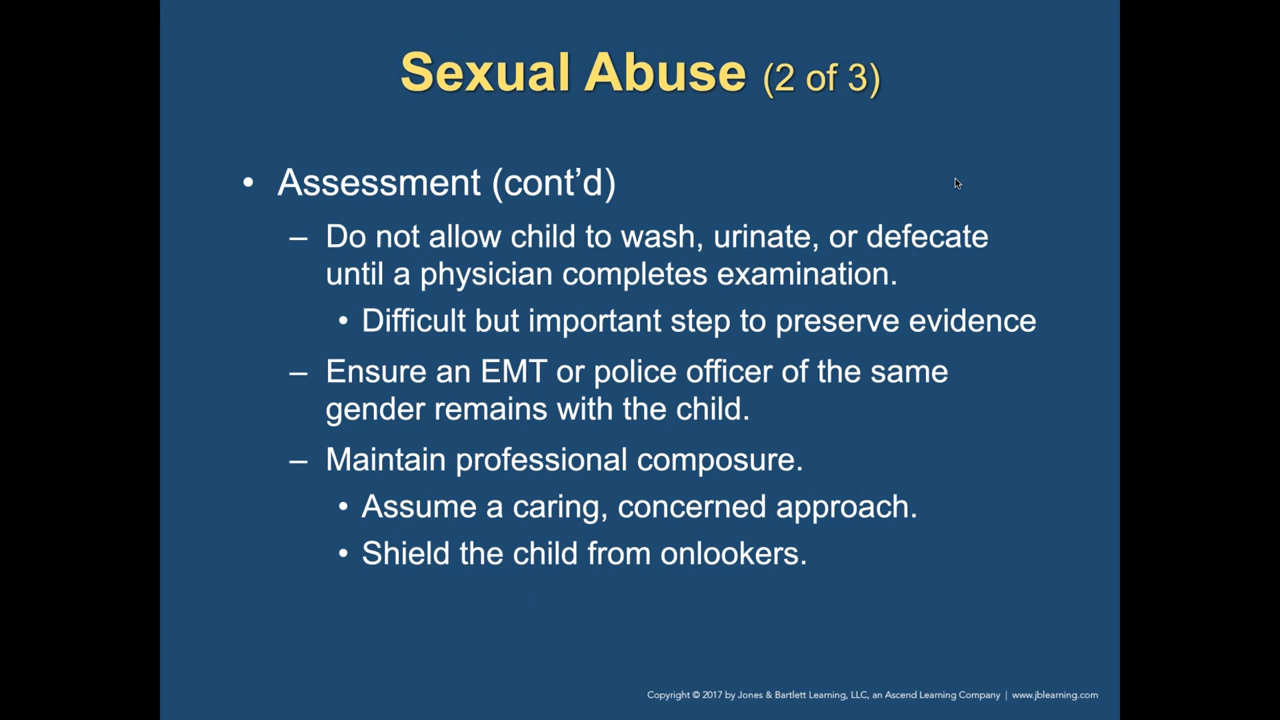 Sexual Abuse (2 of 3)
• Assessment (cont’d)
– Do not allow child to wash, urinate, or defecate
until a physician completes examination.
• Difficult but important step to preserve evidence
– Ensure an EMT or police officer of the same
gender remains with the child.
– Maintain professional composure.
• Assume a caring, concerned approach.
• Shield the child from onlookers.
Copyright © 2017 by Jones & Bartlett Learning, LLC, an Ascend Learning Company | www.jblearning.com